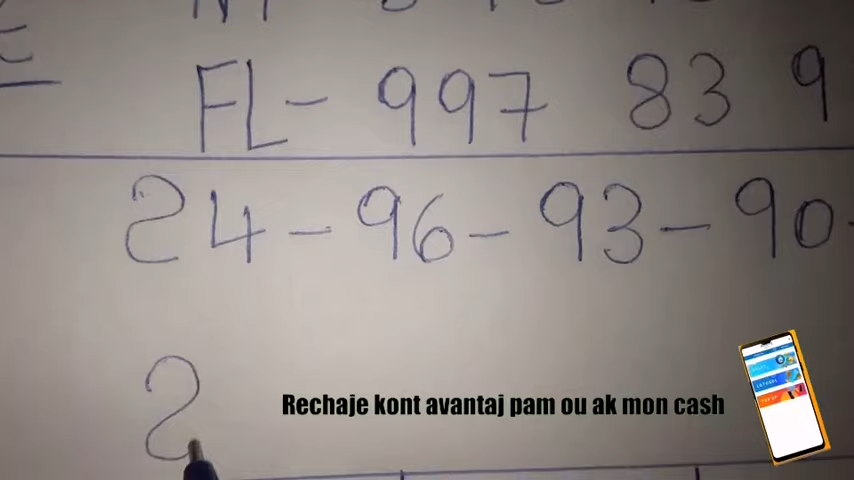 FL - 997 83 9
24 - 96 - 93 - 90 -
2
Rechaje kont avantaj pam ou ak mon cash